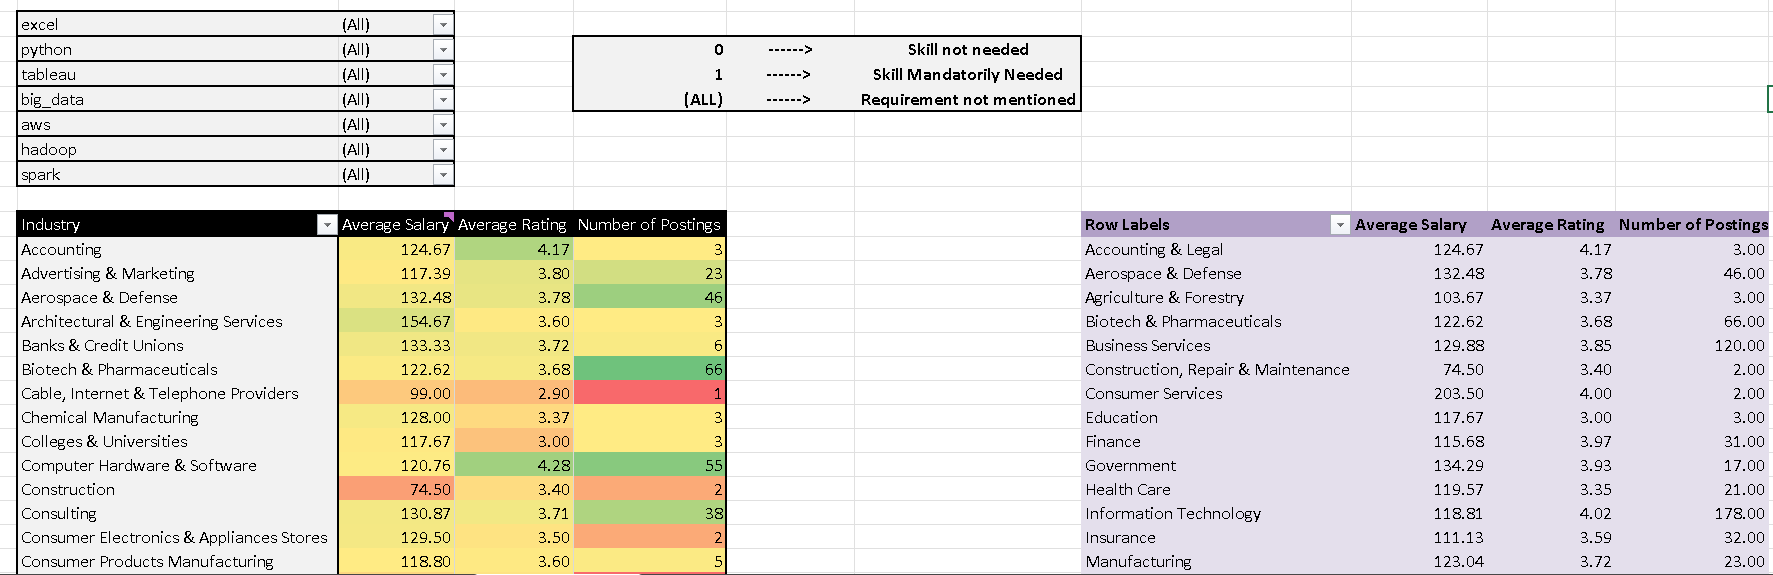 excel (All)
python (All)
tableau (All)
big_data (All)
aws (All)
hadoop (All)
spark (All)
0 ------> Skill not needed
1 ------> Skill Mandatorily Needed
(ALL) ------> Requirement not mentioned
Industry Average Salary Average Rating Number of Postings
Accounting 124.67 4.17 3
Advertising & Marketing 117.39 3.80 23
Aerospace & Defense 132.48 3.78 46
Architectural & Engineering Services 154.67 3.60 3
Banks & Credit Unions 133.33 3.72 6
Biotech & Pharmaceuticals 122.62 3.68 66
Cable, Internet & Telephone Providers 99.00 2.90 1
Chemical Manufacturing 128.00 3.37 3
Colleges & Universities 117.67 3.00 3
Computer Hardware & Software 120.76 4.28 55
Construction 74.50 3.40 2
Consulting 130.87 3.71 38
Consumer Electronics & Appliances Stores 129.50 3.50 2
Consumer Products Manufacturing 118.80 3.60 5
Row Labels Average Salary Average Rating Number of Postings
Accounting & Legal 124.67 4.17 3.00
Aerospace & Defense 132.48 3.78 46.00
Agriculture & Forestry 103.67 3.37 3.00
Biotech & Pharmaceuticals 122.62 3.68 66.00
Business Services 129.88 3.85 120.00
Construction, Repair & Maintenance 74.50 3.40 2.00
Consumer Services 203.50 4.00 2.00
Education 117.67 3.00 3.00
Finance 115.68 3.97 31.00
Government 134.29 3.93 17.00
Health Care 119.57 3.35 21.00
Information Technology 118.81 4.02 178.00
Insurance 111.13 3.59 32.00
Manufacturing 123.04 3.72 23.00